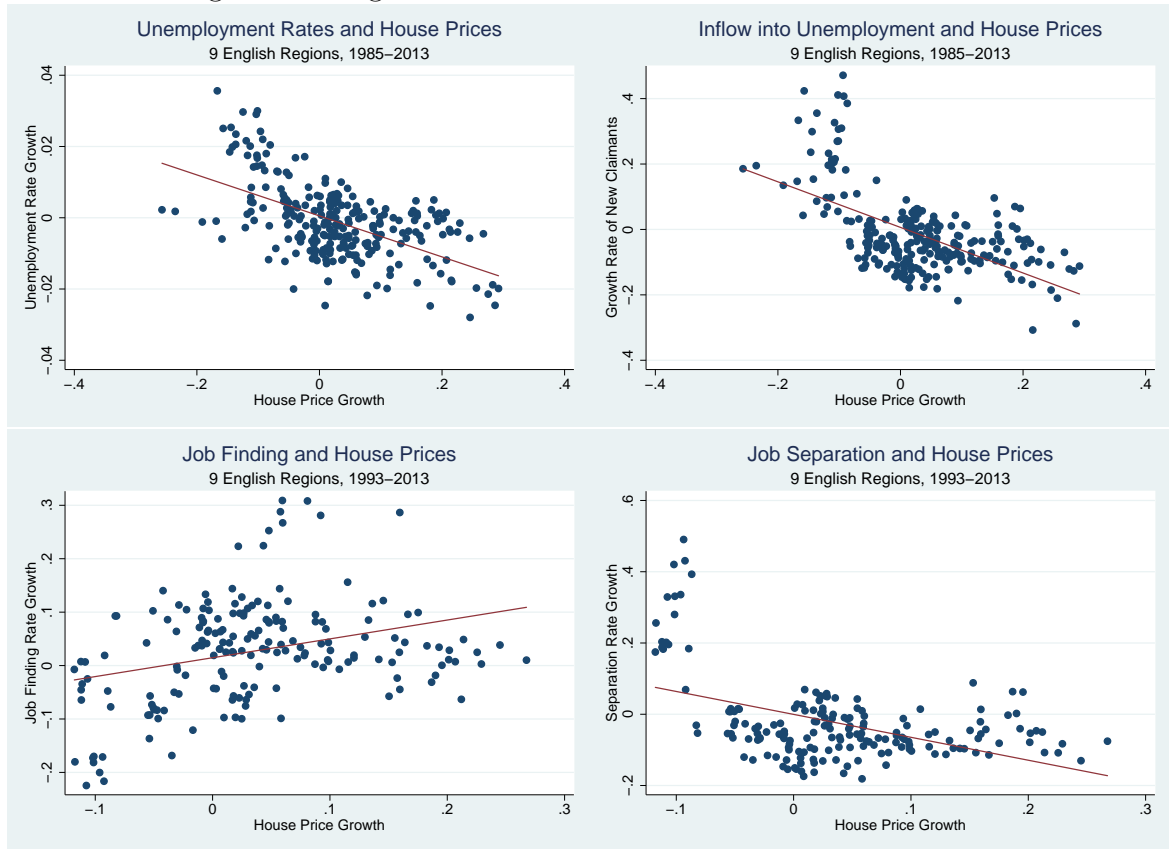 Unemployment Rates and House Prices
9 English Regions, 1985−2013
Unemployment Rate Growth
.04
.02
0
−.02
−.04
−.4 −.2 0 .2 .4
House Price Growth
Inflow into Unemployment and House Prices
9 English Regions, 1985−2013
Growth Rate of New Claimants
.4
.2
0
−.2
−.4
−.4 −.2 0 .2 .4
House Price Growth
Job Finding and House Prices
9 English Regions, 1993−2013
Job Finding Rate Growth
.3
.2
.1
0
−.1
−.2
−.1 0 .1 .2 .3
House Price Growth
Job Separation and House Prices
9 English Regions, 1993−2013
Separation Rate Growth
.6
.4
.2
0
−.2
−.1 0 .1 .2 .3
House Price Growth